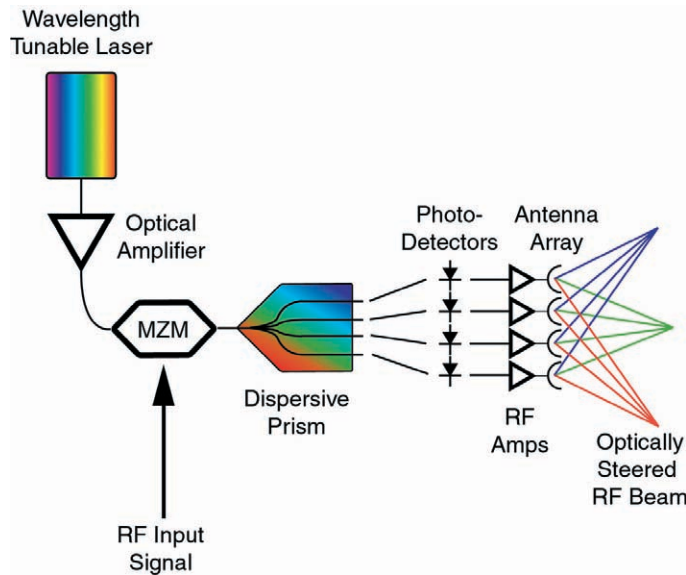 Wavelength
Tunable Laser
Optical
Amplifier
MZM
RF Input
Signal
Dispersive
Prism
Photo-
Detectors
Antenna
Array
RF
Amps
Optically
Steered
RF Beam